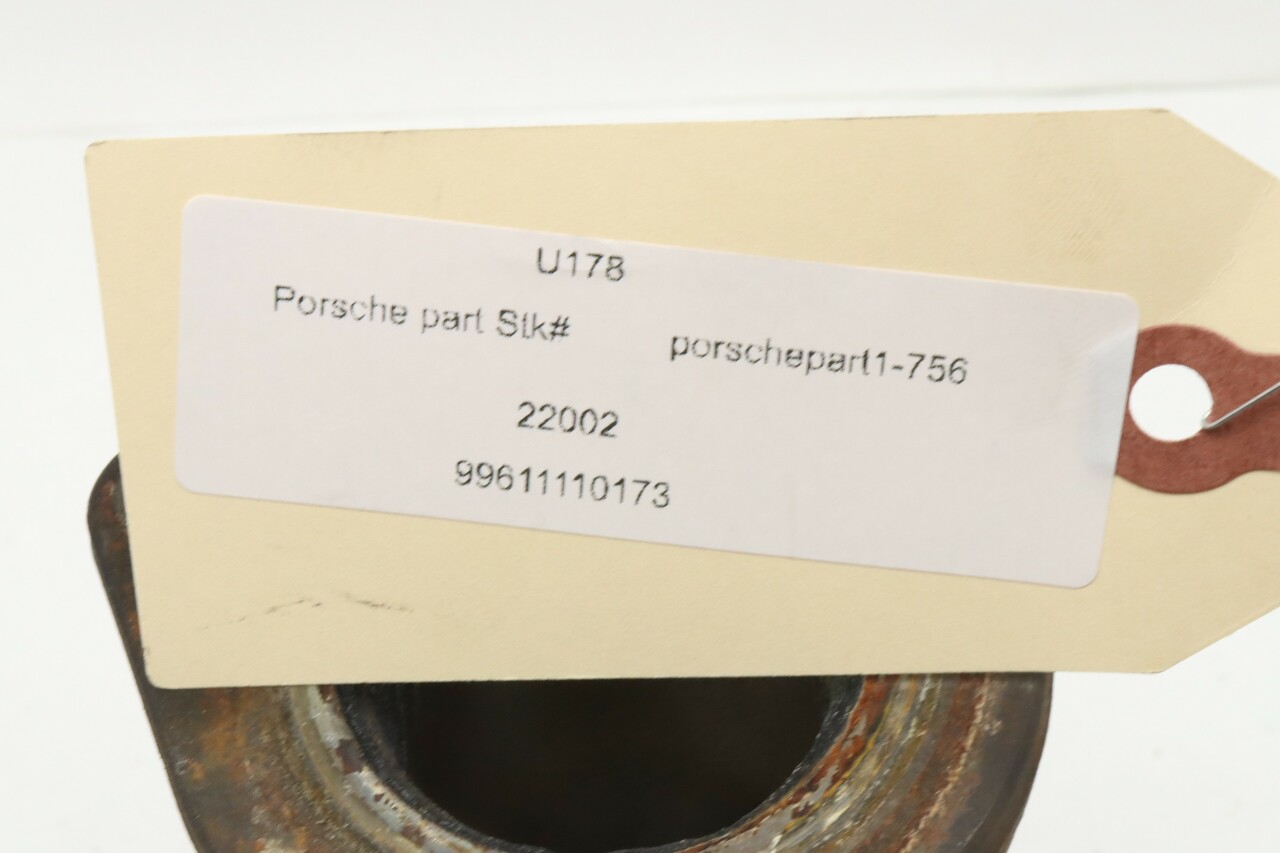 U178
Porsche part Stk# porschepart1-756
22002
99611110173